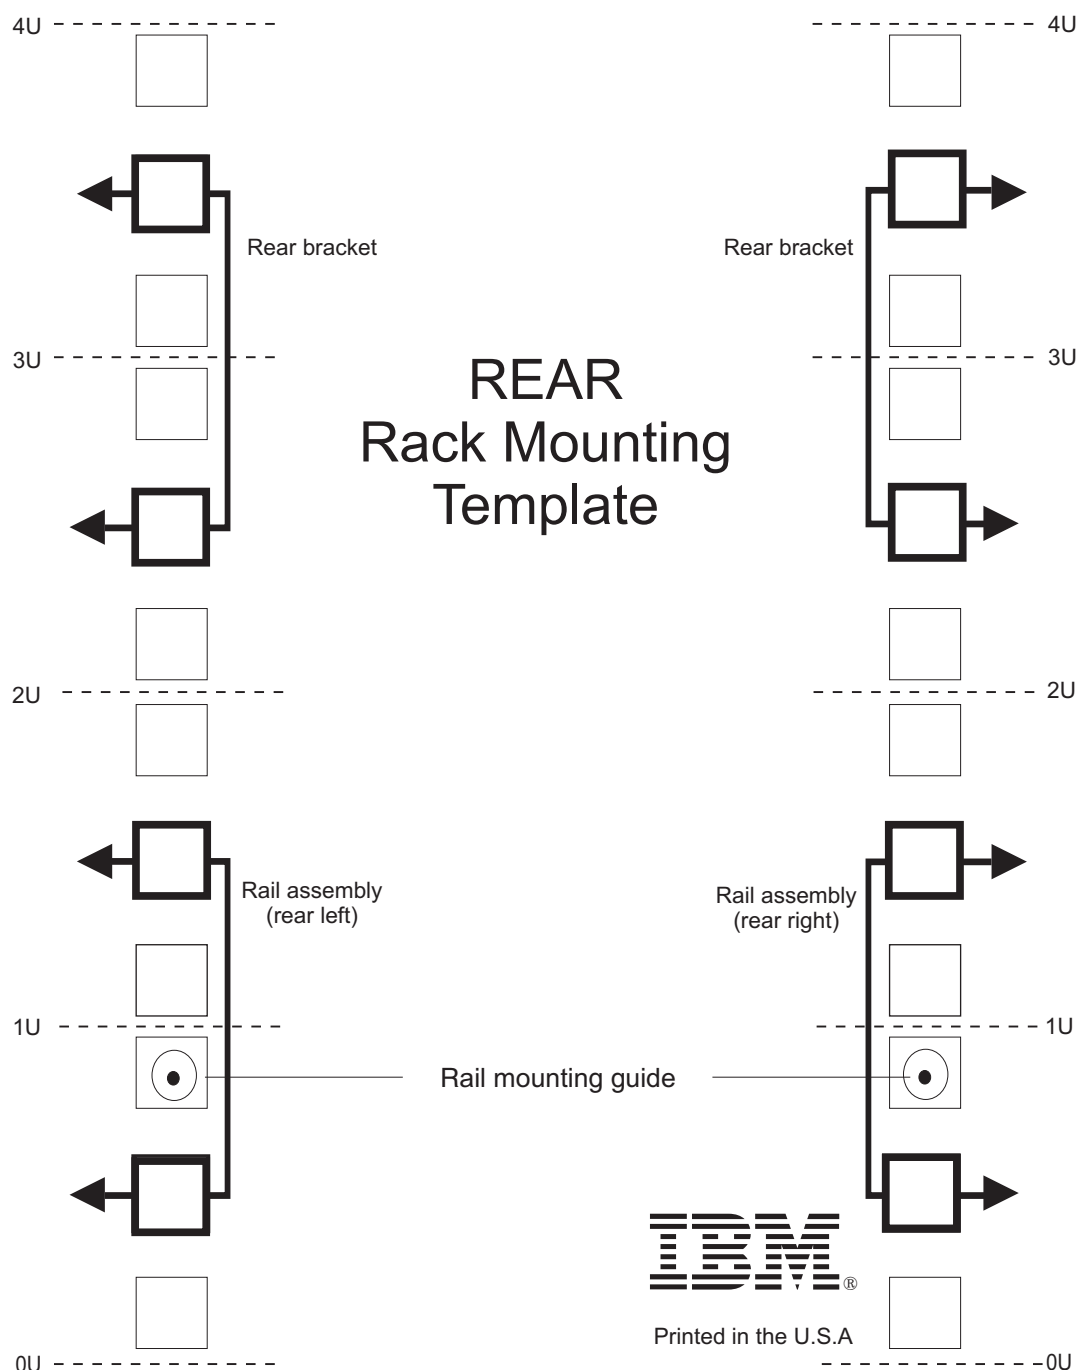 4U
4U
Rear bracket
Rear bracket
3U
3U
REAR
Rack Mounting
Template
2U
2U
Rail assembly
(rear left)
Rail assembly
(rear right)
1U
1U
Rail mounting guide
IBM®
Printed in the U.S.A
0U
0U